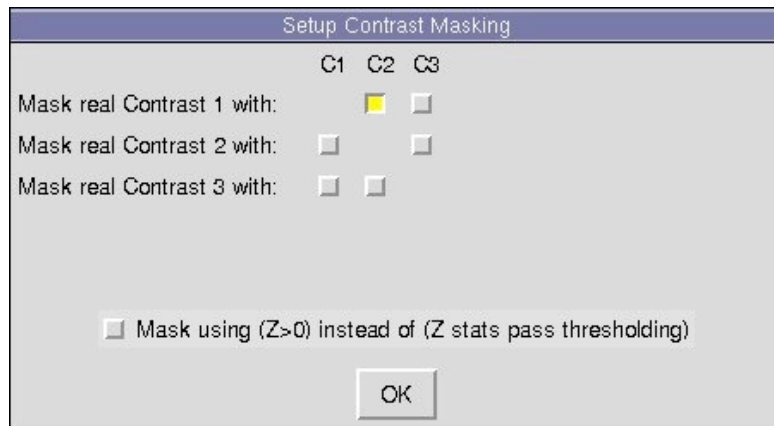 Setup Contrast Masking
C1 C2 C3
Mask real Contrast 1 with:
Mask real Contrast 2 with:
Mask real Contrast 3 with:
Mask using (Z>0) instead of (Z stats pass thresholding)
OK